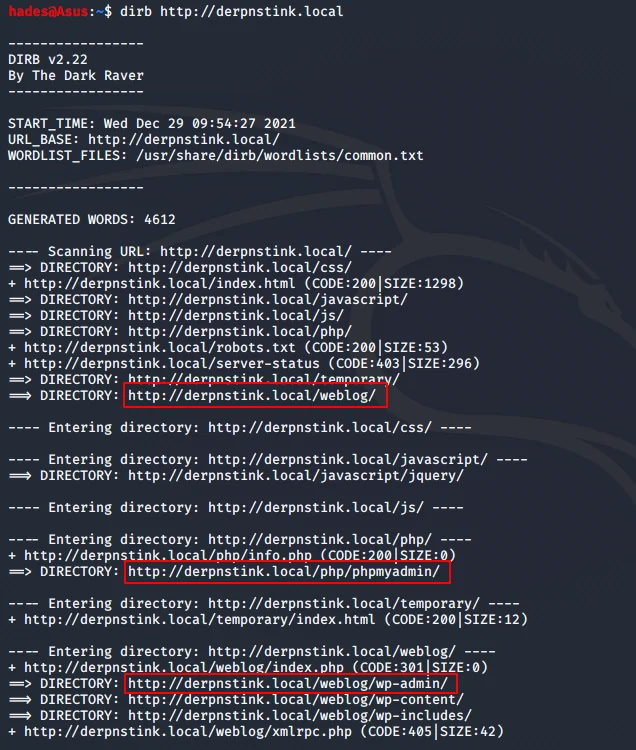 hades@Asus:~$ dirb http://derpnstink.local
-----------------
DIRB v2.22
By The Dark Raver
-----------------
START_TIME: Wed Dec 29 09:54:27 2021
URL_BASE: http://derpnstink.local/
WORDLIST_FILES: /usr/share/dirb/wordlists/common.txt
-----------------
GENERATED WORDS: 4612
---- Scanning URL: http://derpnstink.local/ ----
==> DIRECTORY: http://derpnstink.local/css/
+ http://derpnstink.local/index.html (CODE:200|SIZE:1298)
==> DIRECTORY: http://derpnstink.local/javascript/
==> DIRECTORY: http://derpnstink.local/js/
==> DIRECTORY: http://derpnstink.local/php/
+ http://derpnstink.local/robots.txt (CODE:200|SIZE:53)
+ http://derpnstink.local/server-status (CODE:403|SIZE:296)
==> DIRECTORY: http://derpnstink.local/temporary/
==> DIRECTORY: http://derpnstink.local/weblog/
---- Entering directory: http://derpnstink.local/css/ ----
---- Entering directory: http://derpnstink.local/javascript/ ----
==> DIRECTORY: http://derpnstink.local/javascript/jquery/
---- Entering directory: http://derpnstink.local/js/ ----
---- Entering directory: http://derpnstink.local/php/ ----
+ http://derpnstink.local/php/info.php (CODE:200|SIZE:0)
==> DIRECTORY: http://derpnstink.local/php/phpmyadmin/
---- Entering directory: http://derpnstink.local/temporary/ ----
+ http://derpnstink.local/temporary/index.html (CODE:200|SIZE:12)
---- Entering directory: http://derpnstink.local/weblog/ ----
+ http://derpnstink.local/weblog/index.php (CODE:301|SIZE:0)
==> DIRECTORY: http://derpnstink.local/weblog/wp-admin/
==> DIRECTORY: http://derpnstink.local/weblog/wp-content/
==> DIRECTORY: http://derpnstink.local/weblog/wp-includes/
+ http://derpnstink.local/weblog/xmlrpc.php (CODE:405|SIZE:42)